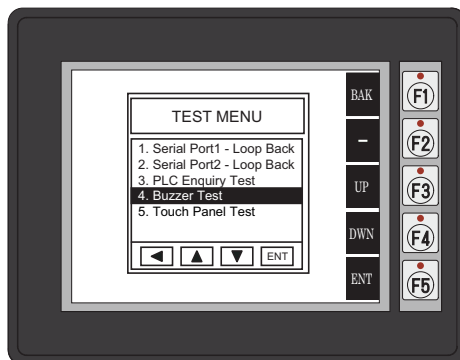 TEST MENU
1. Serial Port1 - Loop Back
2. Serial Port2 - Loop Back
3. PLC Enquiry Test
4. Buzzer Test
5. Touch Panel Test
ENT
BAK
–
UP
DWN
ENT
F1
F2
F3
F4
F5